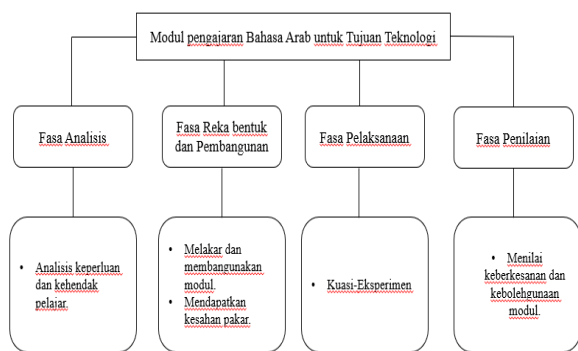 Modul pengajaran Bahasa Arab untuk Tujuan Teknologi
Fasa Analisis
Fasa Reka bentuk
dan Pembangunan
Fasa Pelaksanaan
Fasa Penilaian
• Analisis keperluan
dan kehendak
pelajar.
• Melakar dan
membangunakan
modul.
• Mendapatkan
kesahan pakar.
• Kuasi-Eksperimen
• Menilai
keberkesanan dan
kebolehgunaan
modul.